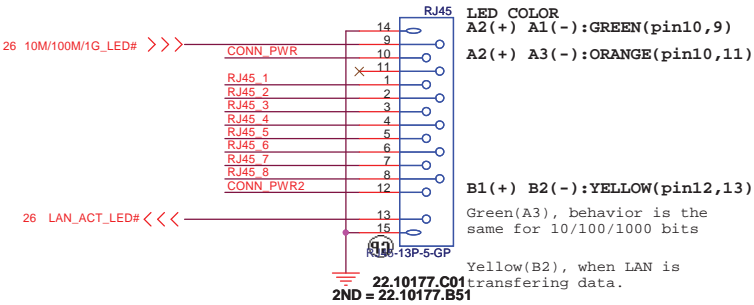 RJ45
LED COLOR
14
A2(+) A1(-):GREEN(pin10,9)
26 10M/100M/1G_LED#
9
CONN_PWR
10
A2(+) A3(-):ORANGE(pin10,11)
11
RJ45_1
1
RJ45_2
2
RJ45_3
3
RJ45_4
4
RJ45_5
5
RJ45_6
6
RJ45_7
7
RJ45_8
8
CONN_PWR2
12
B1(+) B2(-):YELLOW(pin12,13)
26 LAN_ACT_LED#
13
15
Green(A3), behavior is the
same for 10/100/1000 bits
GP
-13P-5-GP
Yellow(B2), when LAN is
transfering data.
22.10177.C01
2ND = 22.10177.B51